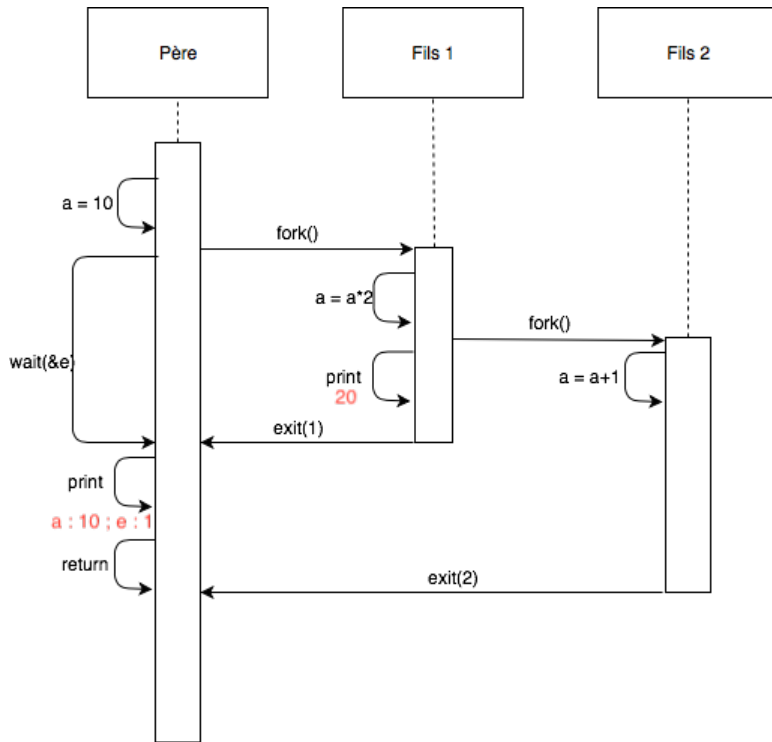 Père
Fils 1
Fils 2
a = 10
fork()
a = a*2
fork()
wait(&e)
print
20
a = a+1
exit(1)
print
a : 10 ; e : 1
return
exit(2)